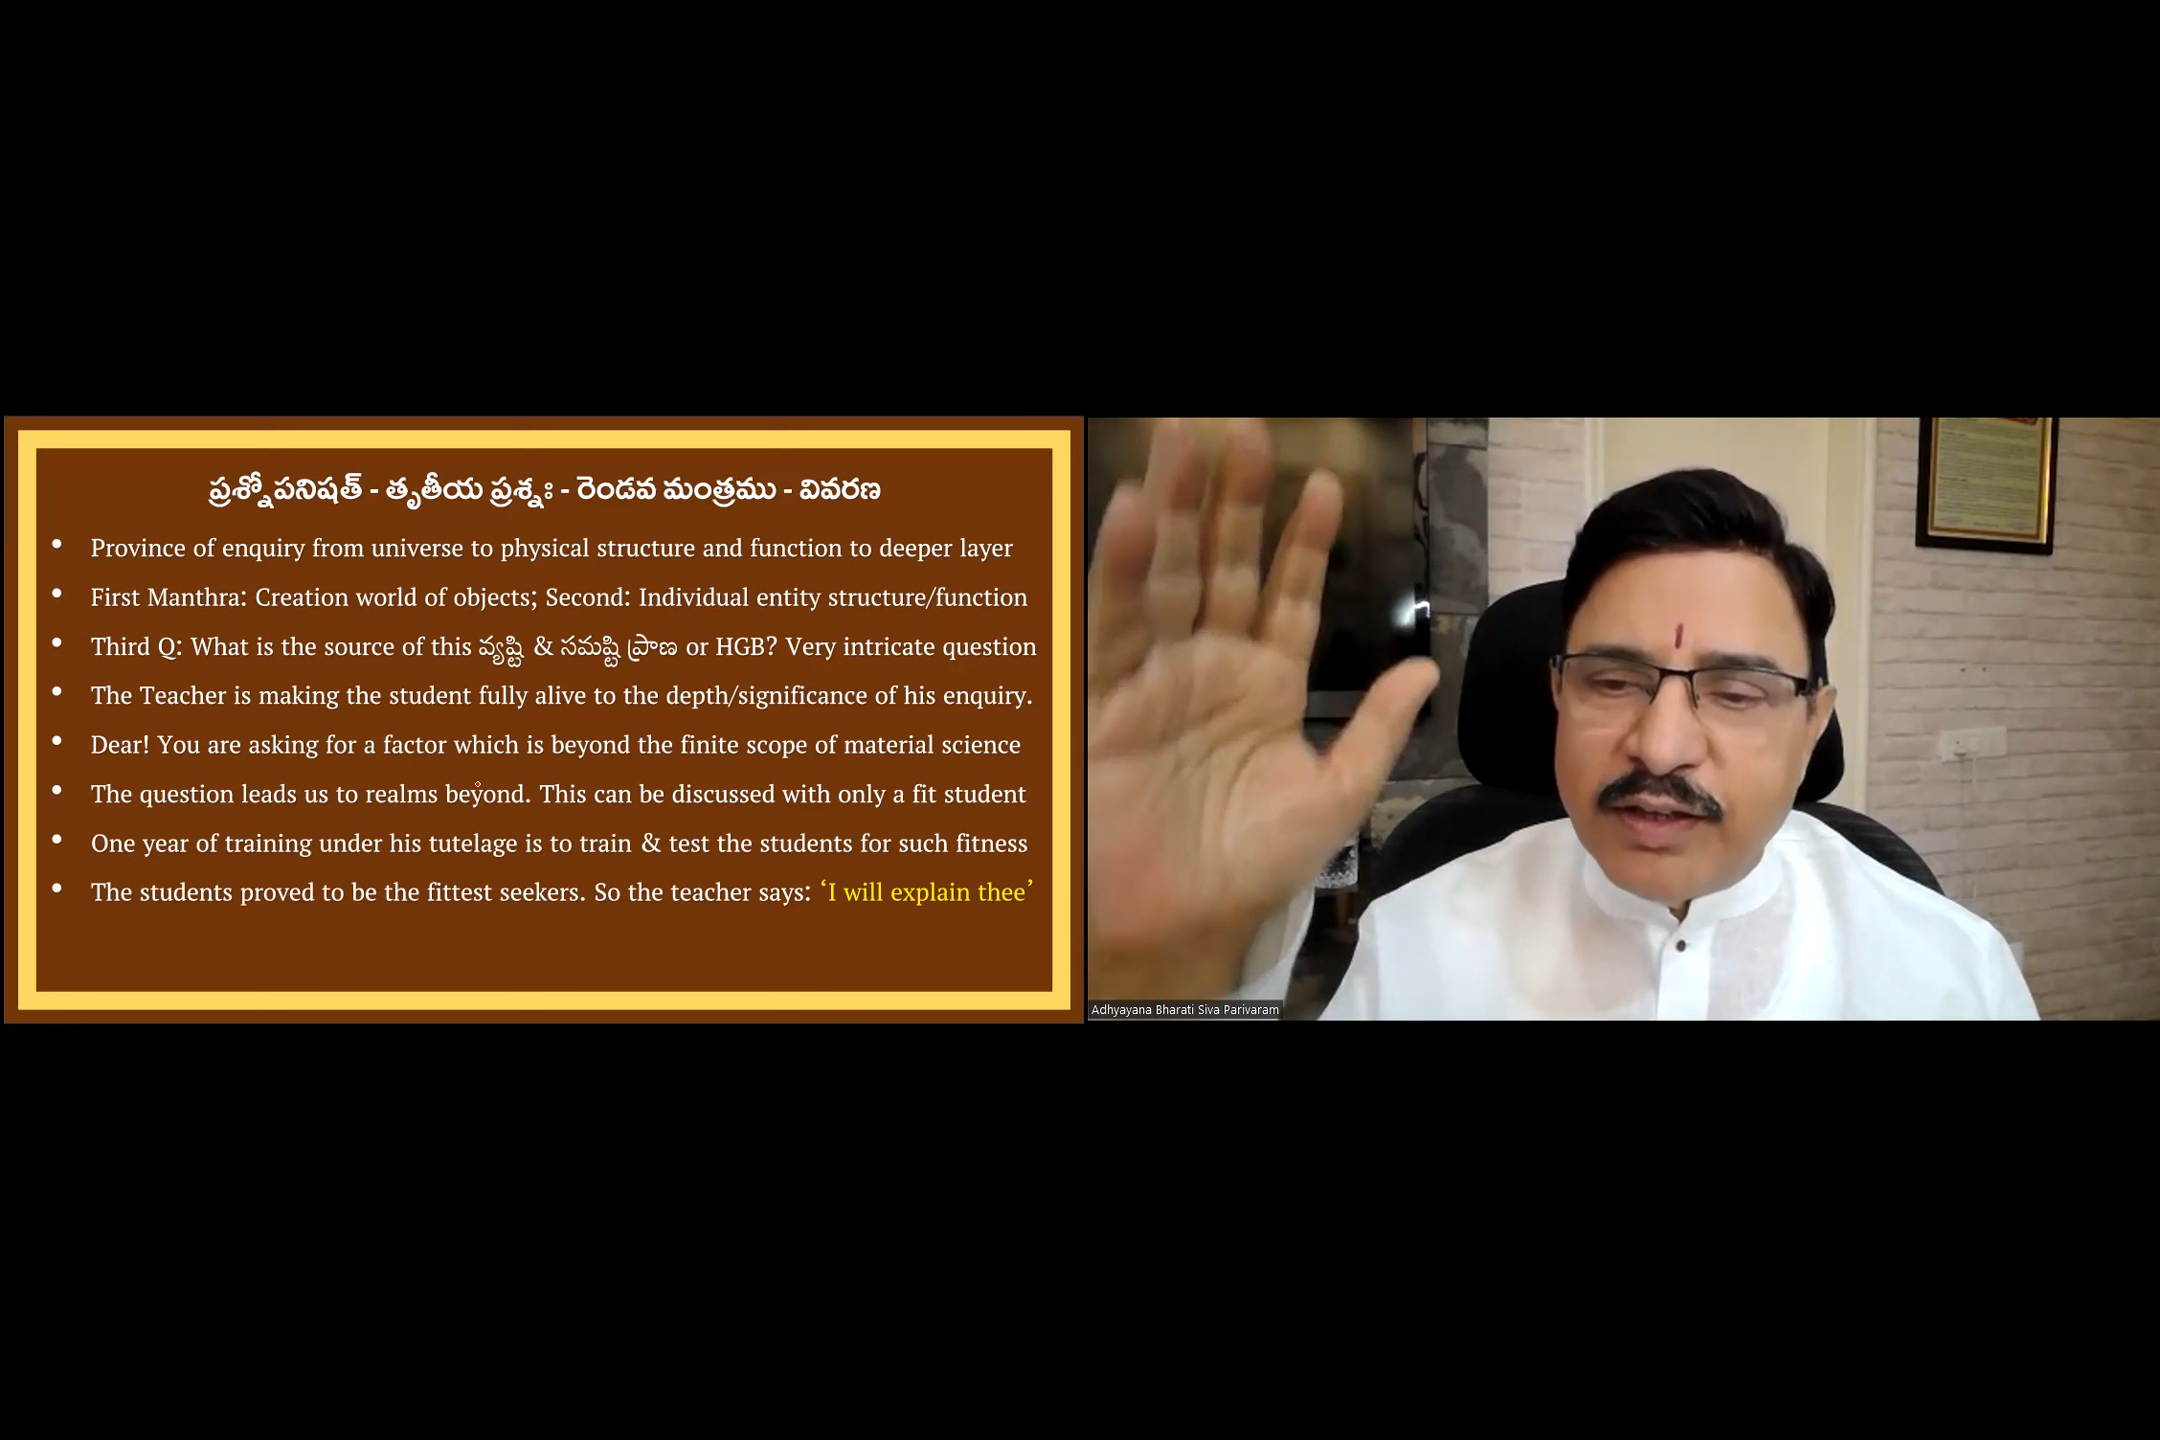 ప్రశ్నోపనిషత్ - తృతీయ ప్రశ్నః - రెండవ మంత్రము - వివరణ
• Province of enquiry from universe to physical structure and function to deeper layer
• First Manthra: Creation world of objects; Second: Individual entity structure/function
• Third Q: What is the source of this వ్యష్టి & సమష్టి ప్రాణ or HGB? Very intricate question
• The Teacher is making the student fully alive to the depth/significance of his enquiry.
• Dear! You are asking for a factor which is beyond the finite scope of material science
• The question leads us to realms beyond. This can be discussed with only a fit student
• One year of training under his tutelage is to train & test the students for such fitness
• The students proved to be the fittest seekers. So the teacher says: ‘I will explain thee’
Adhyayana Bharati Siva Parivaram